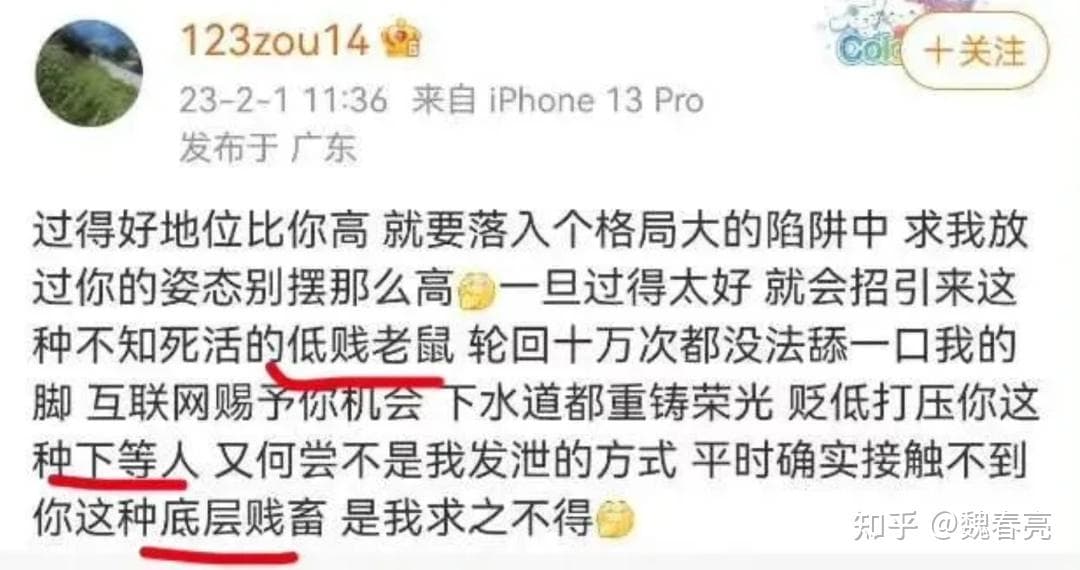 123zou14
+关注
23-2-1 11:36 来自 iPhone 13 Pro
发布于 广东
过得好地位比你高 就要落入个格局大的陷阱中 求我放
过你的姿态别摆那么高🤔一旦过得太好 就会招引来这
种不知死活的低贱老鼠 轮回十万次都没法舔一口我的
脚 互联网赐予你机会 下水道都重铸荣光 贬低打压你这
种下等人 又何尝不是我发泄的方式 平时确实接触不到
你这种底层贱畜 是我求之不得🤔
知乎 @魏春亮